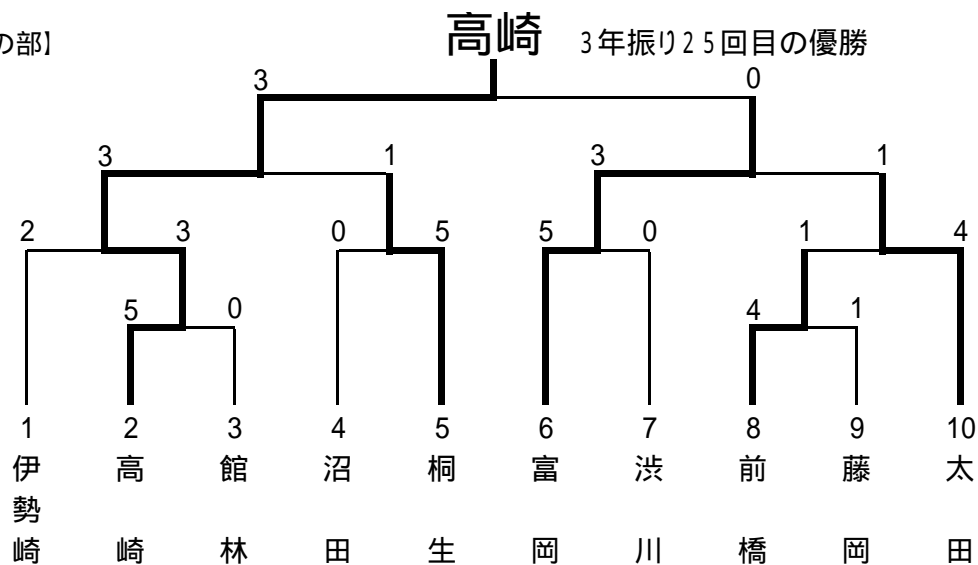 の部】
高崎 3年振り25回目の優勝
3 0
3 1 3 1
2 3 0 5 5 0 1 4
5 0 4 1
1 2 3 4 5 6 7 8 9 10
伊勢崎
高崎
館林
沼田
桐生
富岡
渋川
前橋
藤岡
太田